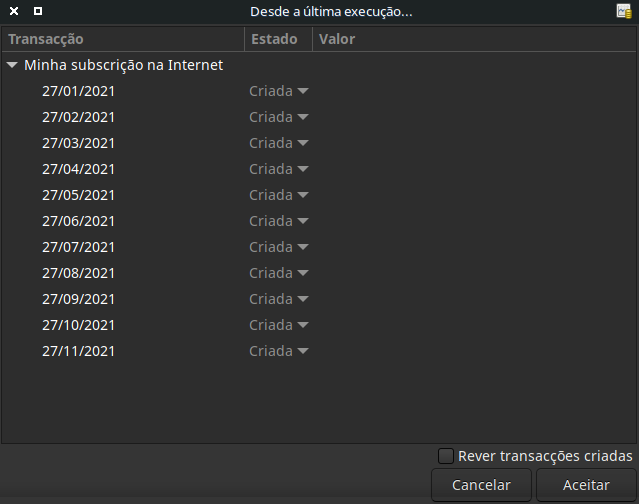 Desde a última execução...
Transacção Estado Valor
Minha subscrição na Internet
27/01/2021 Criada
27/02/2021 Criada
27/03/2021 Criada
27/04/2021 Criada
27/05/2021 Criada
27/06/2021 Criada
27/07/2021 Criada
27/08/2021 Criada
27/09/2021 Criada
27/10/2021 Criada
27/11/2021 Criada
Rever transacções criadas
Cancelar Aceitar